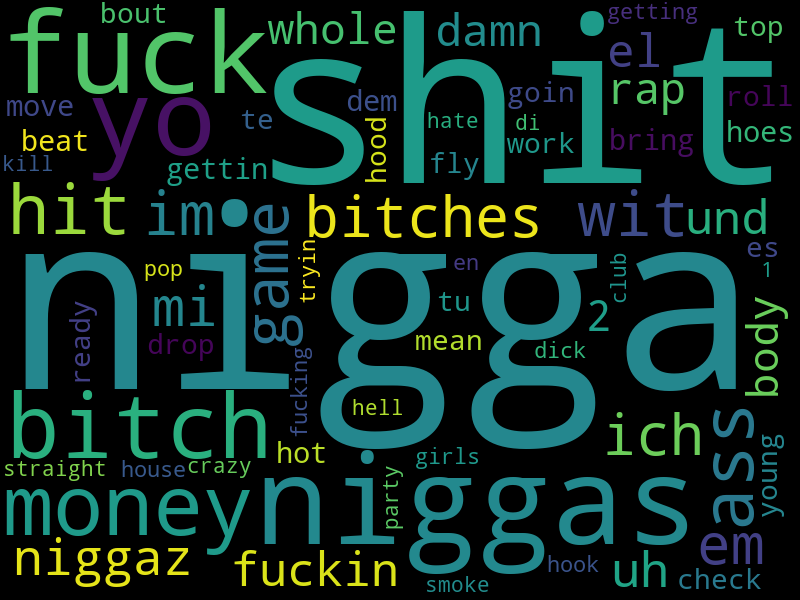 bout
getting
fuck
whole
damn
el
top
shit
move
yo
te
dem
goin
rap
roll
beat
hood
hate
di
work
bring
hoes
kill
gettin
fly
hit
im
game
bitches
wit
und
tryin
es
pop
en
club
1
nigga
mi
tu
2
body
ready
drop
mean
dick
fucking
hell
bitch
ich
ass
young
hot
girls
straight
house
crazy
party
money
niggas
em
niggaz
fuckin
smoke
hook
uh
check